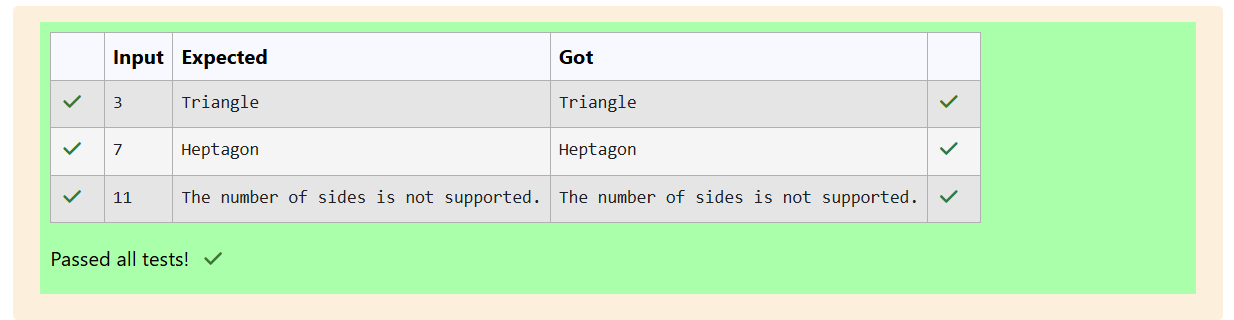 Input Expected Got
3 Triangle Triangle
7 Heptagon Heptagon
11 The number of sides is not supported. The number of sides is not supported.
Passed all tests!